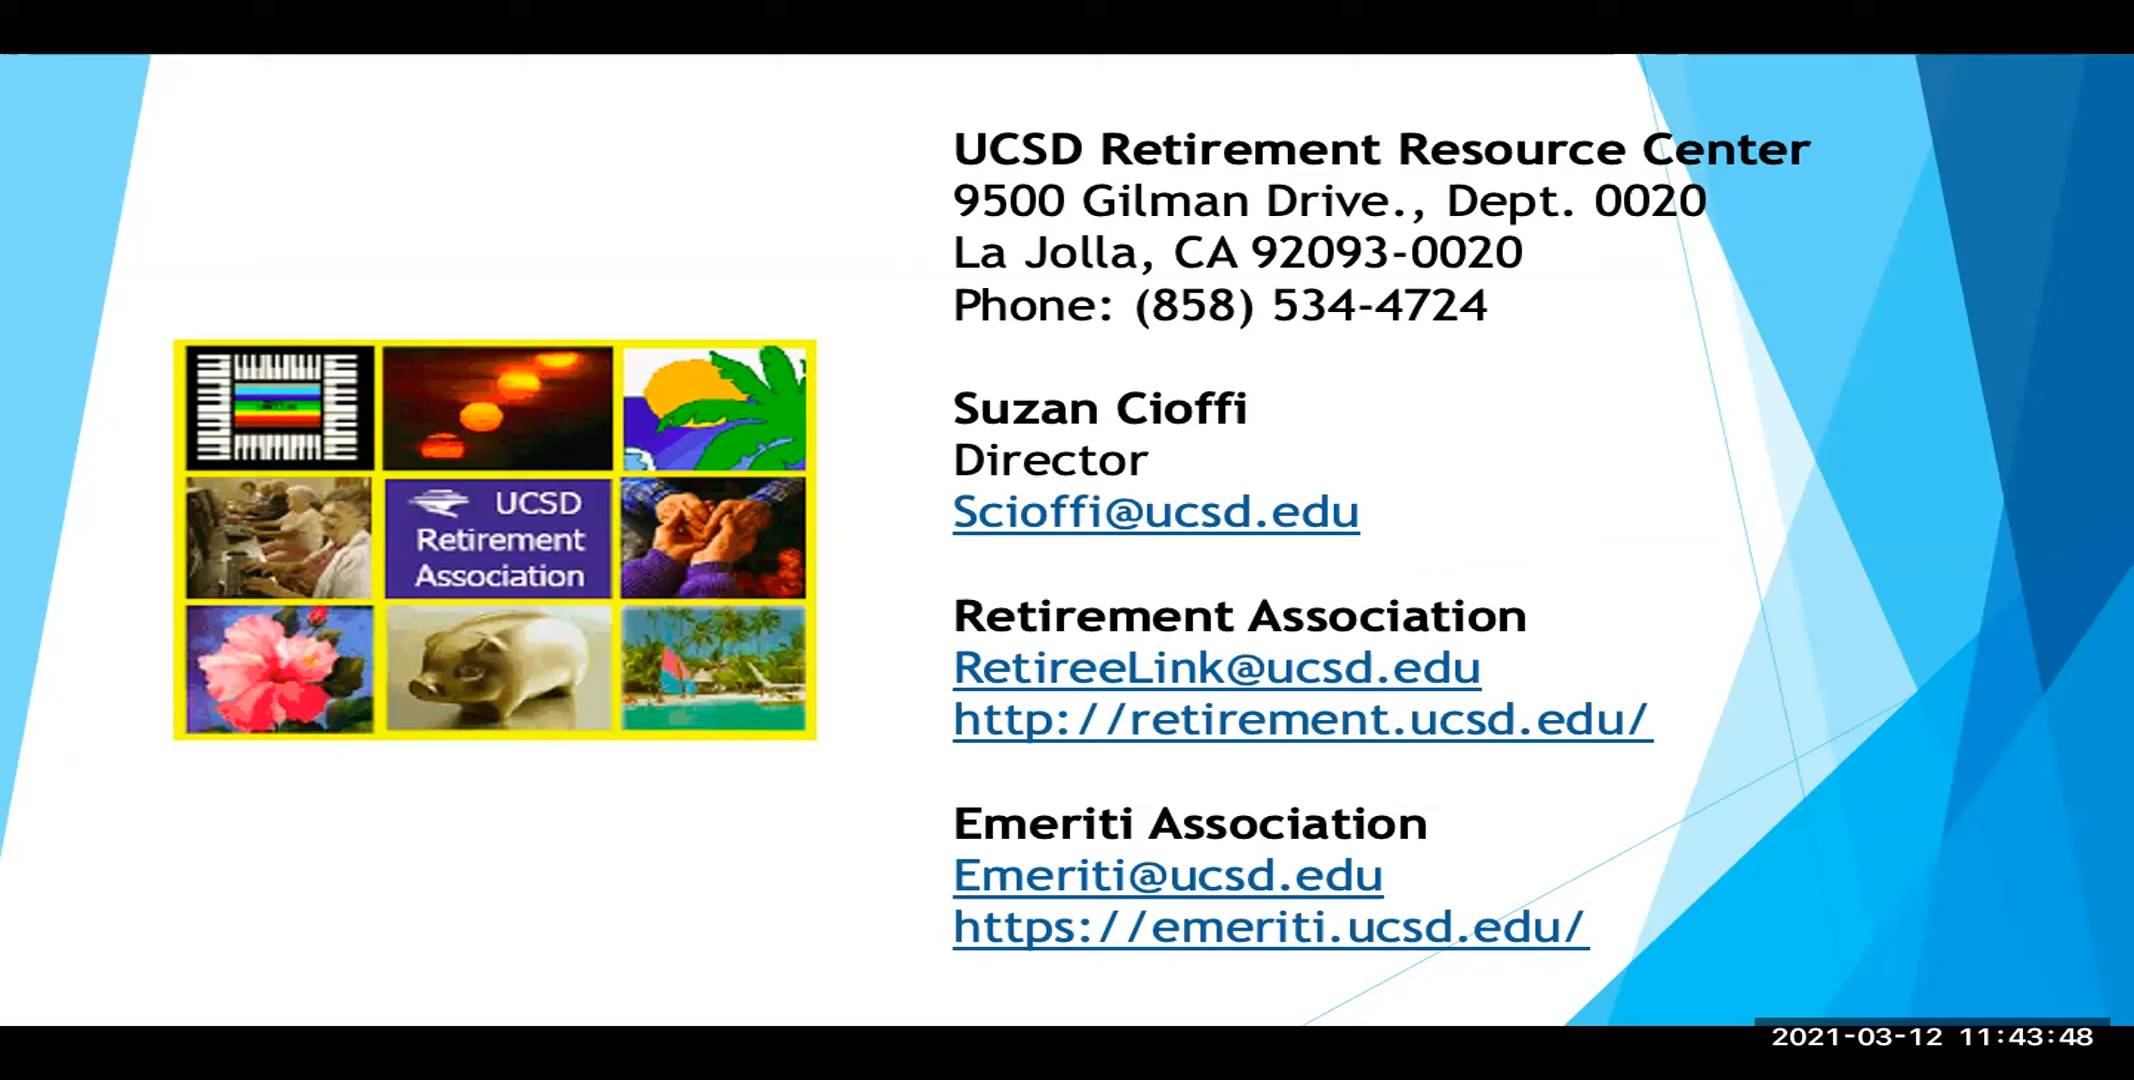 UCSD Retirement Resource Center
9500 Gilman Drive., Dept. 0020
La Jolla, CA 92093-0020
Phone: (858) 534-4724
Suzan Cioffi
Director
Scioffi@ucsd.edu
Retirement Association
RetireeLink@ucsd.edu
http://retirement.ucsd.edu/
Emeriti Association
Emeriti@ucsd.edu
https://emeriti.ucsd.edu/
UCSD
Retirement
Association
2021-03-12 11:43:48